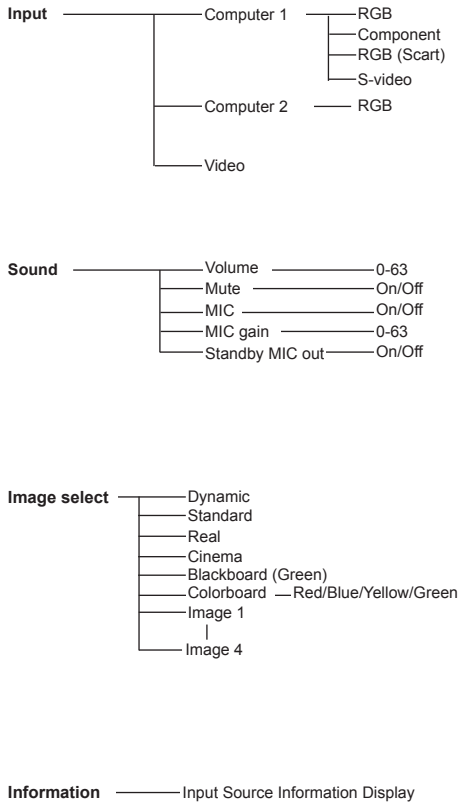 Input Computer 1 RGB
Component
RGB (Scart)
S-video
Computer 2 RGB
Video
Sound Volume 0-63
Mute On/Off
MIC On/Off
MIC gain 0-63
Standby MIC out On/Off
Image select Dynamic
Standard
Real
Cinema
Blackboard (Green)
Colorboard Red/Blue/Yellow/Green
Image 1
Image 4
Information Input Source Information Display